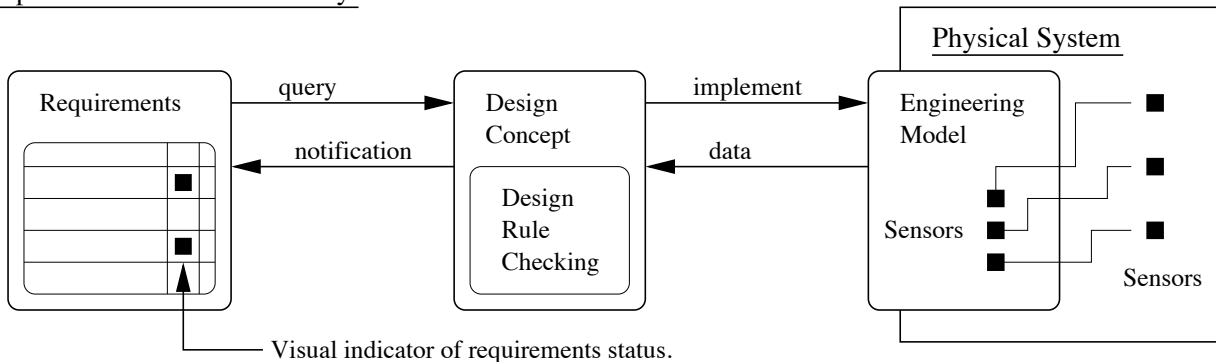 Physical System
Requirements
query
notification
Design
Concept
Design
Rule
Checking
implement
data
Engineering
Model
Sensors
Sensors
Visual indicator of requirements status.